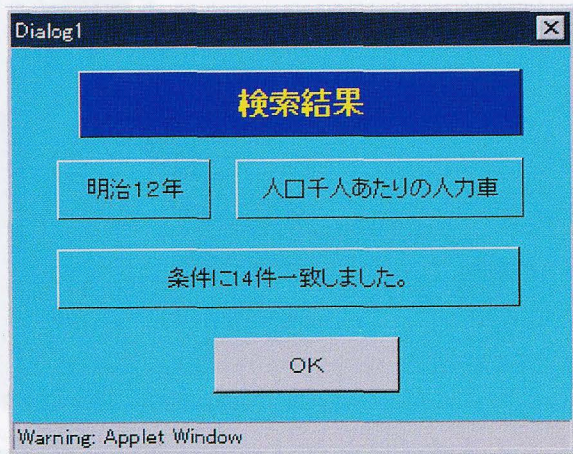 Dialog1
検索結果
明治12年 人口千人あたりの人力車
条件に14件一致しました。
OK
Warning: Applet Window